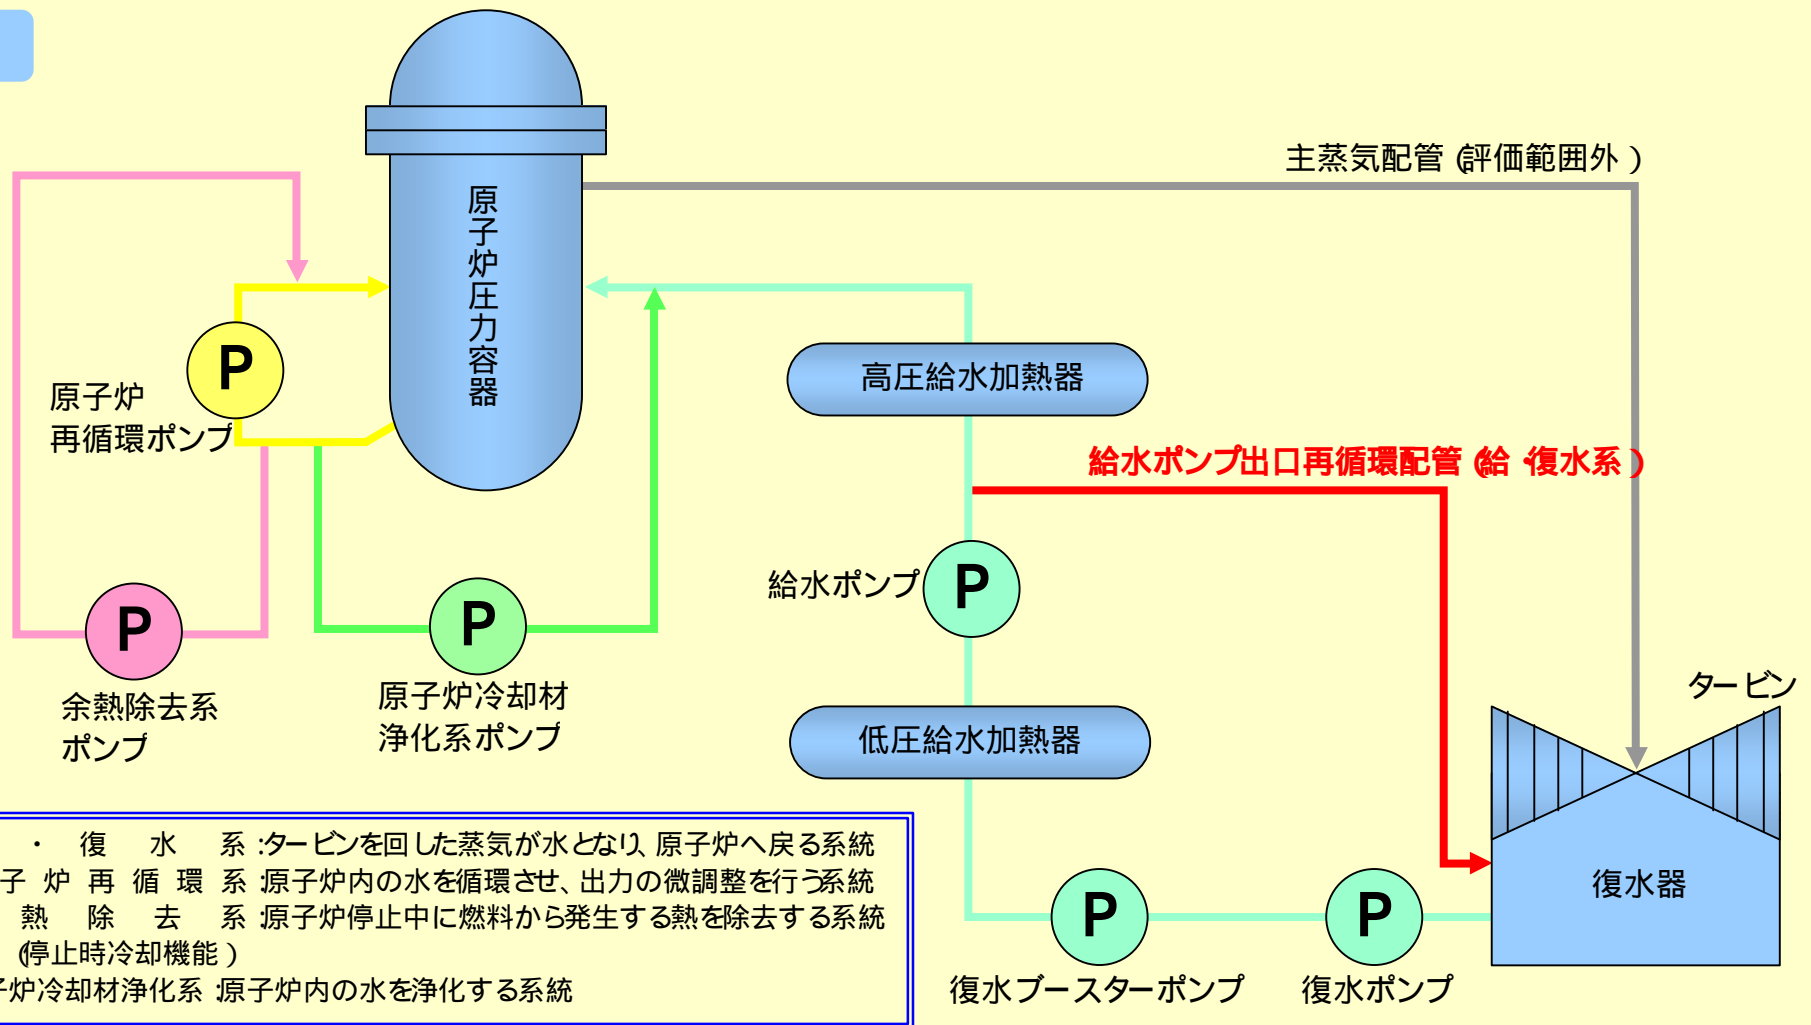 主蒸気配管（評価範囲外）
原子炉圧力容器
P
原子炉
再循環ポンプ
高圧給水加熱器
給水ポンプ出口再循環配管（給・復水系）
P
給水ポンプ
P
余熱除去系
ポンプ
P
原子炉冷却材
浄化系ポンプ
低圧給水加熱器
タービン
復水器
P
復水ブースターポンプ
P
復水ポンプ
・復水系:タービンを回した蒸気が水となり、原子炉へ戻る系統
子炉再循環系:原子炉内の水を循環させ、出力の微調整を行う系統
熱除去系:原子炉停止中に燃料から発生する熱を除去する系統
（停止時冷却機能）
子炉冷却材浄化系:原子炉内の水を浄化する系統